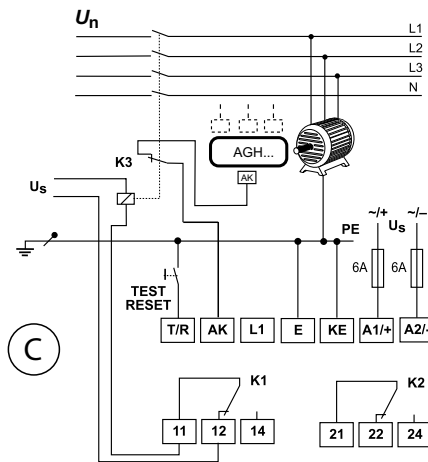 Un
L1
L2
L3
N
K3
AGH...
AK
Us
PE
~/+ Us ~/–
6A 6A
TEST
RESET
T/R AK L1 E KE A1/+ A2/-
C
K1 K2
11 12 14 21 22 24